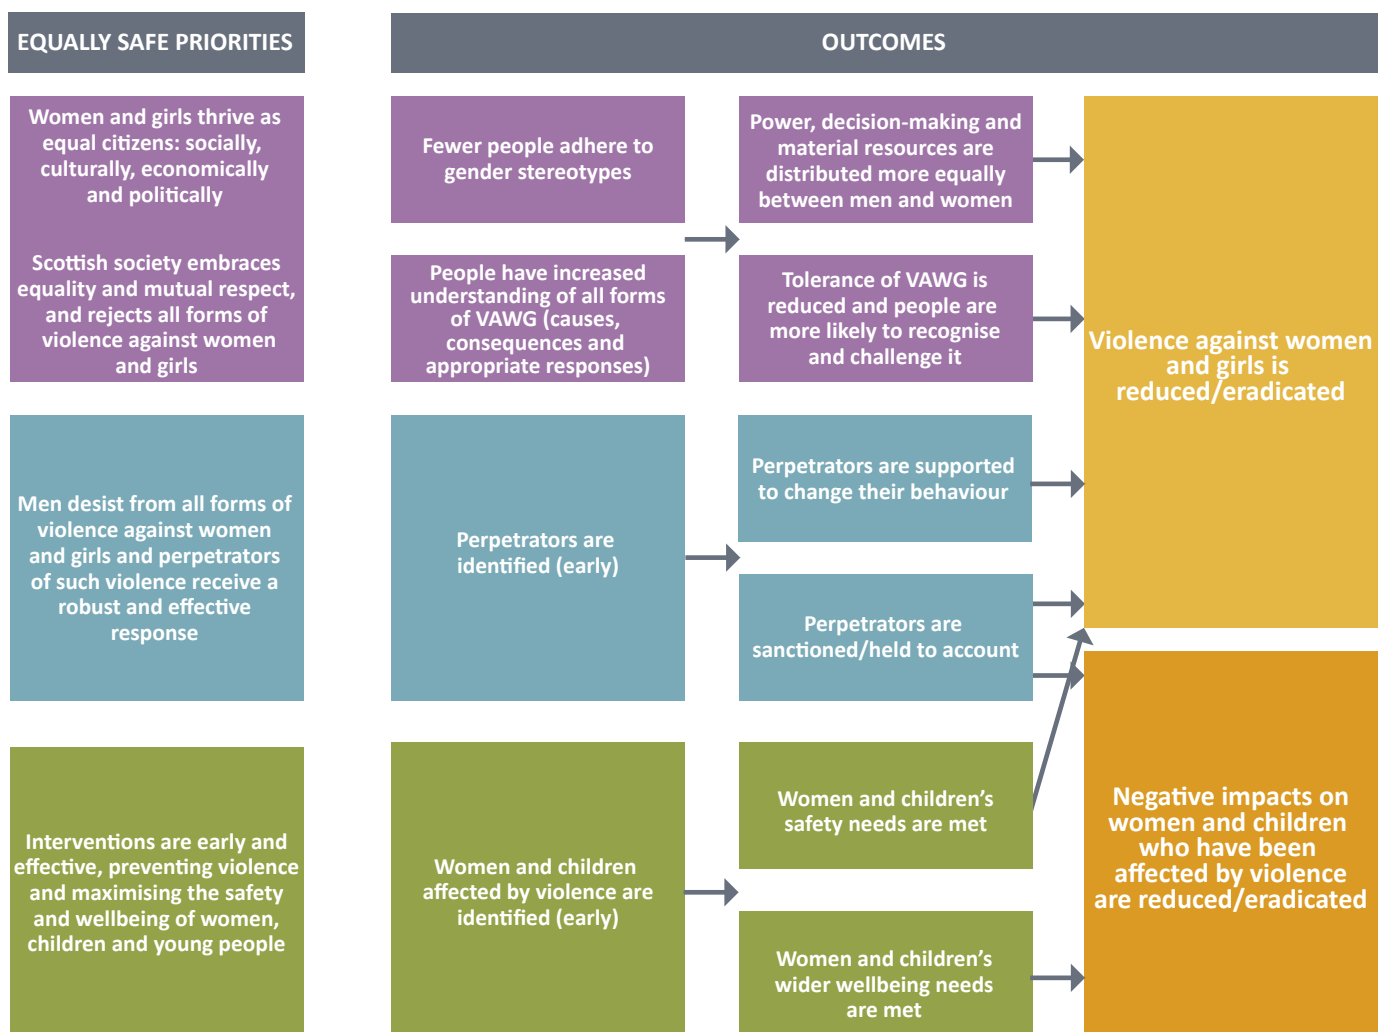 EQUALLY SAFE PRIORITIES
OUTCOMES
Women and girls thrive as
equal citizens: socially,
culturally, economically
and politically
Scottish society embraces
equality and mutual respect,
and rejects all forms of
violence against women
and girls
Fewer people adhere to
gender stereotypes
People have increased
understanding of all forms
of VAWG (causes,
consequences and
appropriate responses)
Power, decision-making and
material resources are
distributed more equally
between men and women
Tolerance of VAWG is
reduced and people are
more likely to recognise
and challenge it
Violence against women
and girls is
reduced/eradicated
Men desist from all forms of
violence against women
and girls and perpetrators
of such violence receive a
robust and effective
response
Perpetrators are
identified (early)
Perpetrators are supported
to change their behaviour
Perpetrators are
sanctioned/held to account
Interventions are early and
effective, preventing violence
and maximising the safety
and wellbeing of women,
children and young people
Women and children
affected by violence are
identified (early)
Women and children’s
safety needs are met
Women and children’s
wider wellbeing needs
are met
Negative impacts on
women and children
who have been
affected by violence
are reduced/eradicated